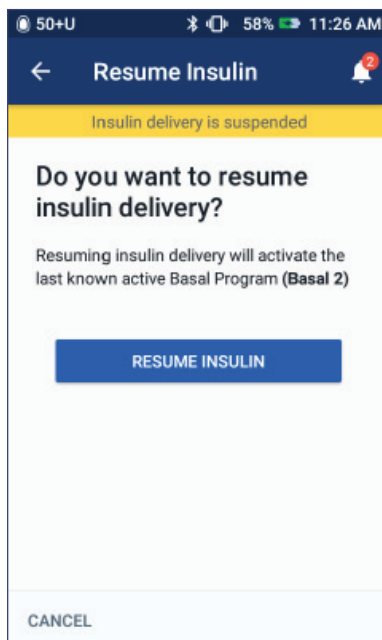 50+U 58% 11:26 AM
Resume Insulin 2
Insulin delivery is suspended
Do you want to resume
insulin delivery?
Resuming insulin delivery will activate the
last known active Basal Program (Basal 2)
RESUME INSULIN
CANCEL